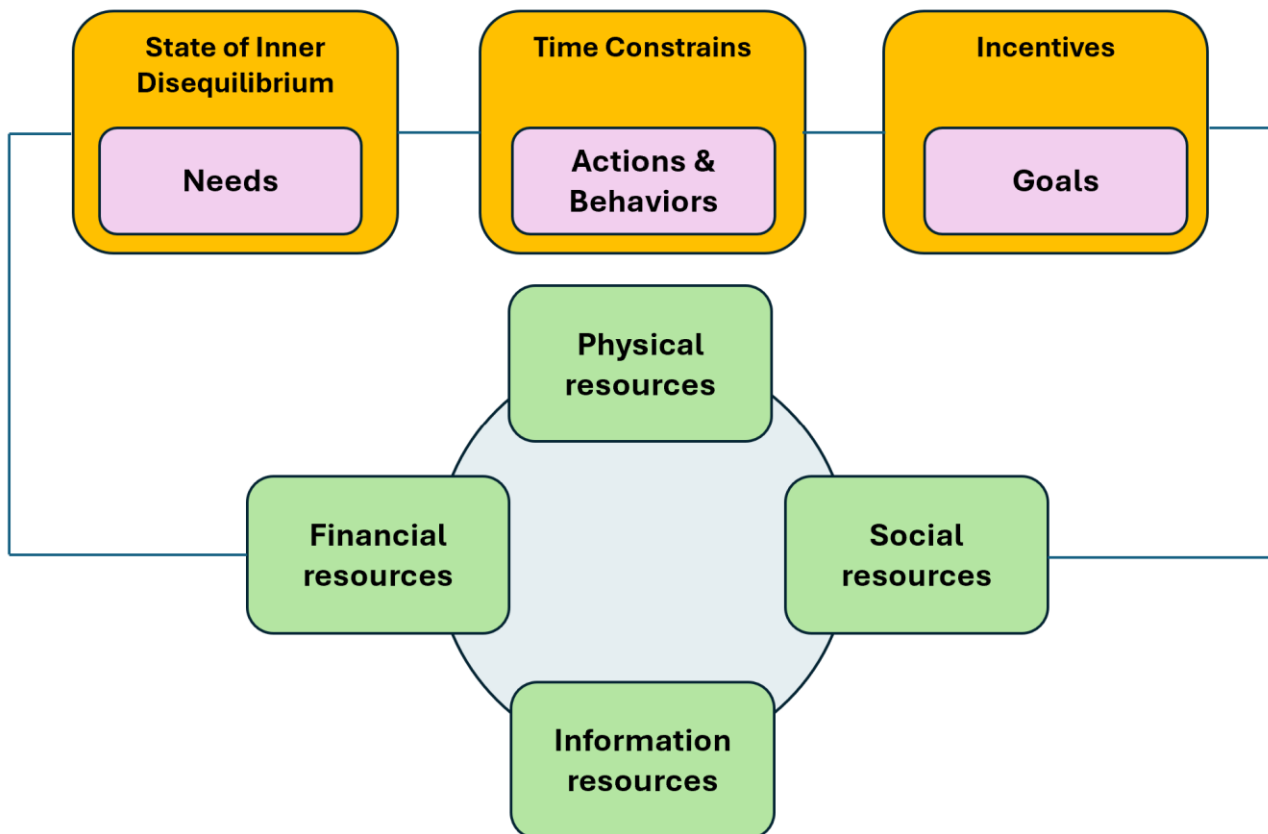 State of Inner
Disequilibrium
Needs
Time Constrains
Actions &
Behaviors
Incentives
Goals
Physical
resources
Financial
resources
Social
resources
Information
resources